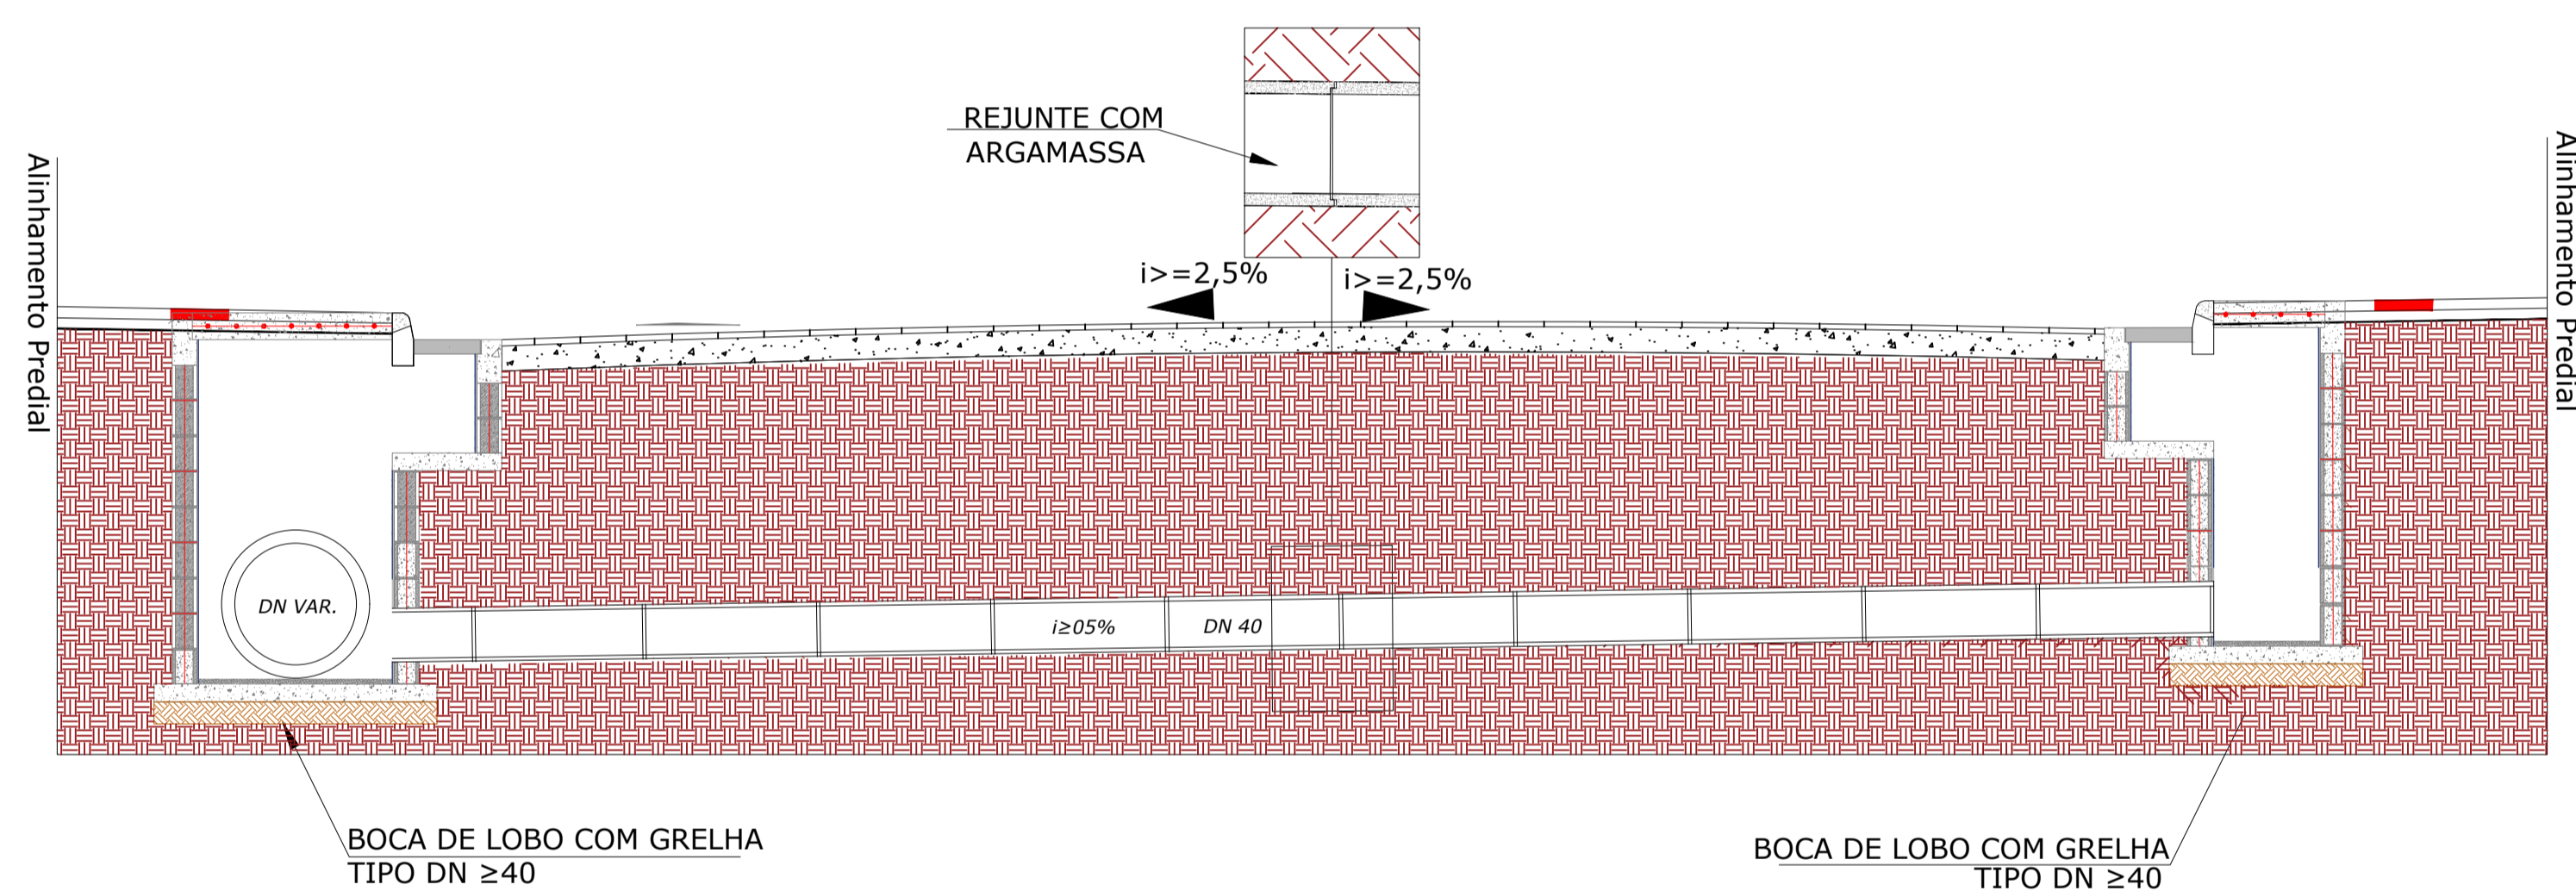 REJUNTE COM
ARGAMASSA
i>=2,5%
i>=2,5%
Alinhamento Predial
Alinhamento Predial
DN VAR.
i≥05%
DN 40
BOCA DE LOBO COM GRELHA
TIPO DN ≥40
BOCA DE LOBO COM GRELHA
TIPO DN ≥40